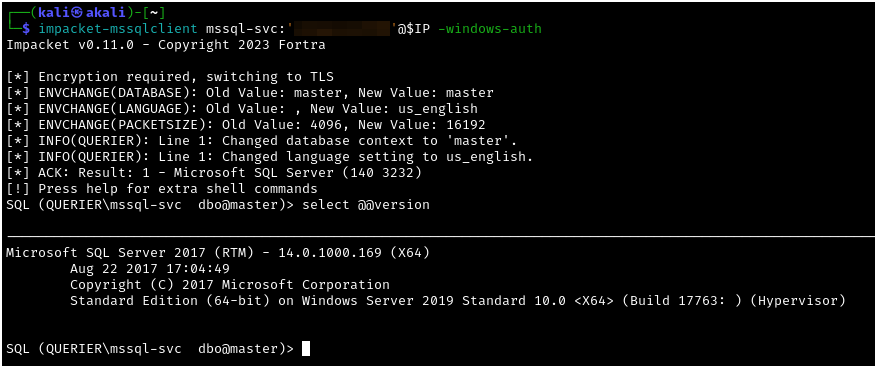 ┌──(kali㉿akali)-[~]
└─$ impacket-mssqlclient mssql-svc:' '@$IP -windows-auth
Impacket v0.11.0 - Copyright 2023 Fortra
[*] Encryption required, switching to TLS
[*] ENVCHANGE(DATABASE): Old Value: master, New Value: master
[*] ENVCHANGE(LANGUAGE): Old Value: , New Value: us_english
[*] ENVCHANGE(PACKETSIZE): Old Value: 4096, New Value: 16192
[*] INFO(QUERIER): Line 1: Changed database context to 'master'.
[*] INFO(QUERIER): Line 1: Changed language setting to us_english.
[*] ACK: Result: 1 - Microsoft SQL Server (140 3232)
[!] Press help for extra shell commands
SQL (QUERIER\mssql-svc  dbo@master)> select @@version
Microsoft SQL Server 2017 (RTM) - 14.0.1000.169 (X64)
Aug 22 2017 17:04:49
Copyright (C) 2017 Microsoft Corporation
Standard Edition (64-bit) on Windows Server 2019 Standard 10.0 <X64> (Build 17763: ) (Hypervisor)
SQL (QUERIER\mssql-svc  dbo@master)>